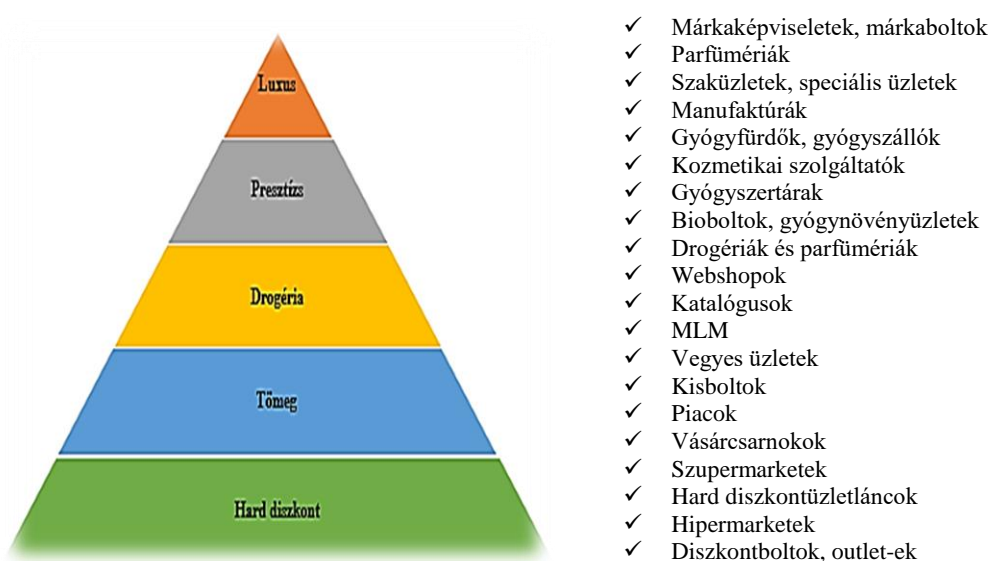 Luxus
Presztízs
Drogéria
Tömeg
Hard diszkont
✓ Márkaképviseletek, márkaboltok
✓ Parfümériák
✓ Szaküzletek, speciális üzletek
✓ Manufaktúrák
✓ Gyógyfürdők, gyógyszállók
✓ Kozmetikai szolgáltatók
✓ Gyógyszertárak
✓ Bioboltok, gyógynövényüzletek
✓ Drogériák és parfümériák
✓ Webshopok
✓ Katalógusok
✓ MLM
✓ Vegyes üzletek
✓ Kisboltok
✓ Piacok
✓ Vásárcsarnokok
✓ Szupermarketek
✓ Hard diszkontüzletláncok
✓ Hipermarketek
✓ Diszkontboltok, outlet-ek